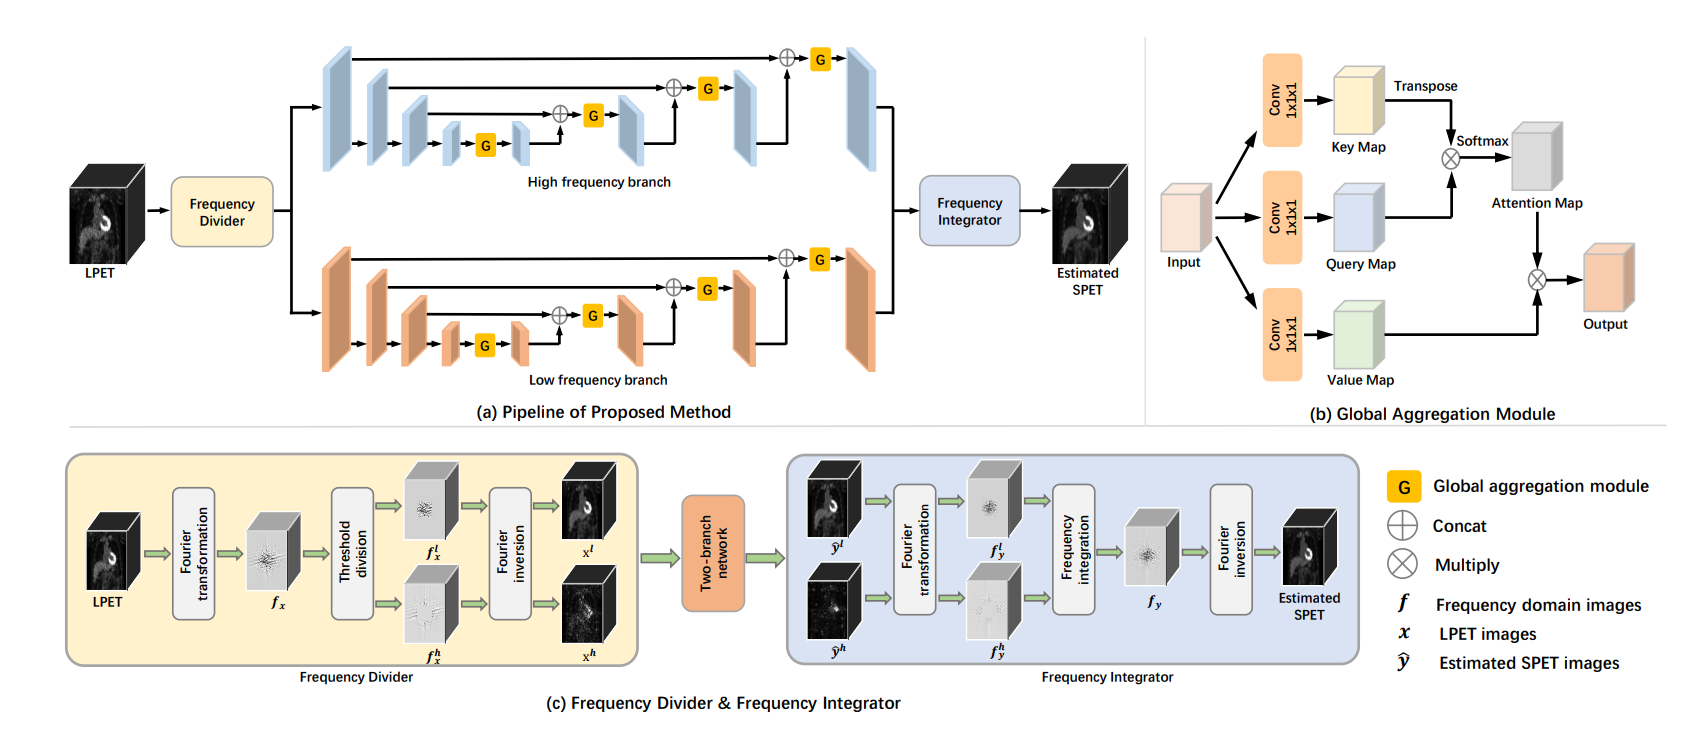 LPET
Frequency
Divider
G
G
G
G
High frequency branch
G
G
G
G
Low frequency branch
Frequency
Integrator
Estimated
SPET
(a) Pipeline of Proposed Method
Input
Conv
1x1x1
Conv
1x1x1
Conv
1x1x1
Key Map
Query Map
Value Map
Transpose
Softmax
Attention Map
Output
(b) Global Aggregation Module
LPET
Fourier
transformation
f_x
Threshold
division
f_x^l
f_x^h
Fourier
inversion
x^l
x^h
Frequency Divider
Two-branch
network
ŷ^l
ŷ^h
Fourier
transformation
f_y^l
f_y^h
Frequency
integration
f_y
Fourier
inversion
Estimated
SPET
Frequency Integrator
(c) Frequency Divider & Frequency Integrator
G Global aggregation module
Concat
Multiply
f Frequency domain images
x LPET images
ŷ Estimated SPET images